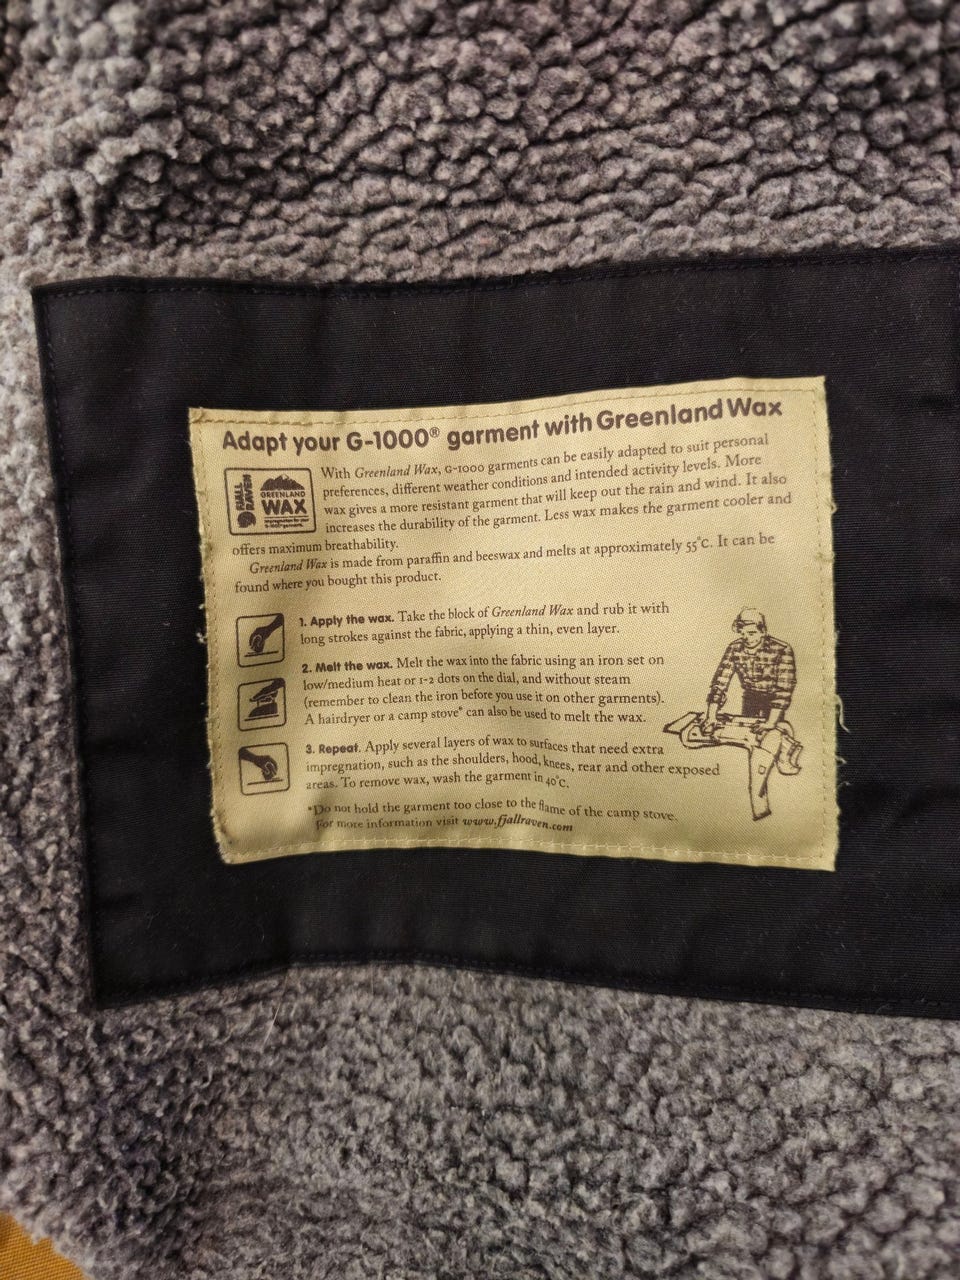 Adapt your G-1000® garment with Greenland Wax
FJÄLL
RÄVEN
GREENLAND
WAX
impregnation for your
G-1000®-garment.
With Greenland Wax, G-1000 garments can be easily adapted to suit personal
preferences, different weather conditions and intended activity levels. More
wax gives a more resistant garment that will keep out the rain and wind. It also
increases the durability of the garment. Less wax makes the garment cooler and
offers maximum breathability.
Greenland Wax is made from paraffin and beeswax and melts at approximately 55°C. It can be
found where you bought this product.
1. Apply the wax. Take the block of Greenland Wax and rub it with
long strokes against the fabric, applying a thin, even layer.
2. Melt the wax. Melt the wax into the fabric using an iron set on
low/medium heat or 1-2 dots on the dial, and without steam
(remember to clean the iron before you use it on other garments).
A hairdryer or a camp stove* can also be used to melt the wax.
3. Repeat. Apply several layers of wax to surfaces that need extra
impregnation, such as the shoulders, hood, knees, rear and other exposed
areas. To remove wax, wash the garment in 40°C.
*Do not hold the garment too close to the flame of the camp stove.
For more information visit www.fjallraven.com